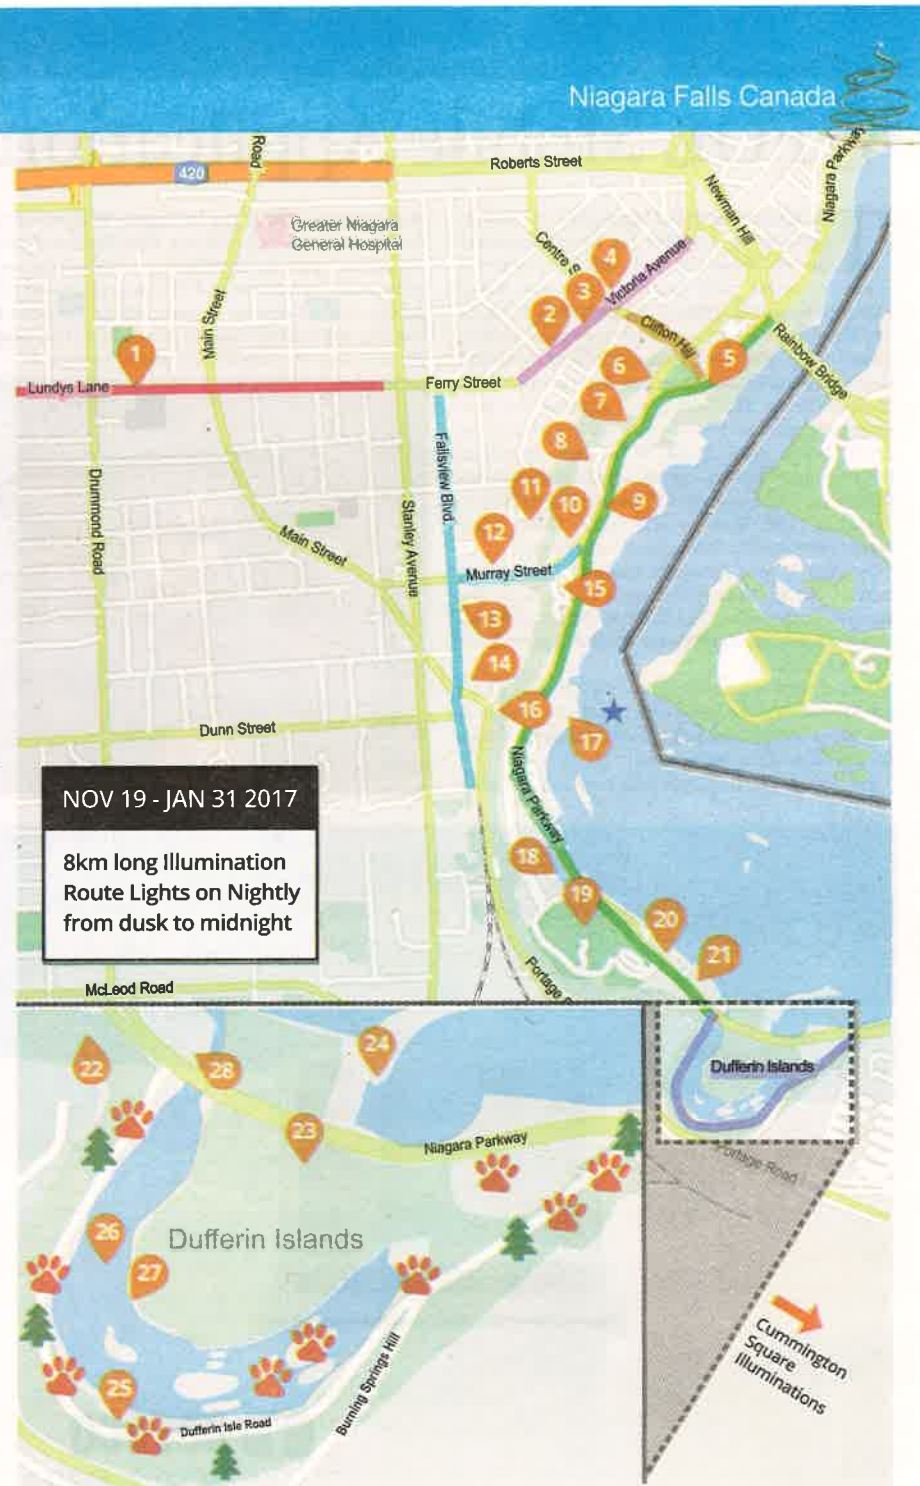 Niagara Falls Canada
Road
420
Roberts Street
Niagara Parkway
Newman Hill
Greater Niagara
General Hospital
Centre S
4
Victoria Avenue
3
2
Main Street
Clifton Hill
1
5
6
Rainbow Bridge
Lundys Lane
Ferry Street
7
Fallsview Blvd.
8
Drummond Road
11
10
9
Stanley Avenue
12
Main Street
Murray Street
15
13
14
16
Dunn Street
17
Niagara Parkway
NOV 19 - JAN 31 2017
8km long Illumination
Route Lights on Nightly
from dusk to midnight
18
19
20
21
Portage
McLeod Road
22
28
24
Dufferin Islands
23
Niagara Parkway
Portage Road
26
Dufferin Islands
27
Cummington
Square
Illuminations
25
Burning Springs Hill
Dufferin Isle Road